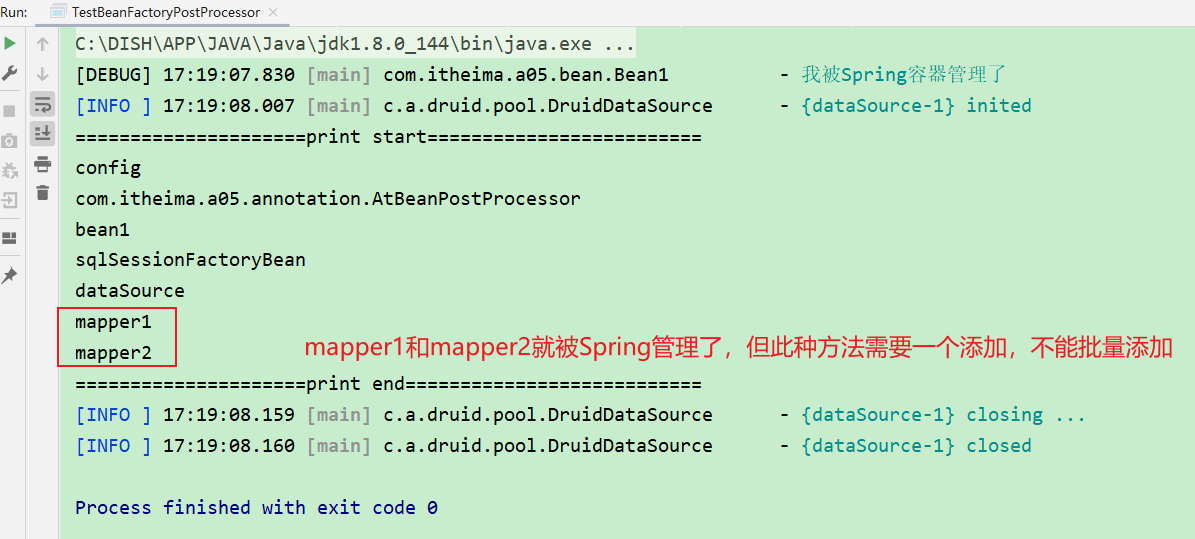 Run: TestBeanFactoryPostProcessor
C:\DISH\APP\JAVA\Java\jdk1.8.0_144\bin\java.exe ...
[DEBUG] 17:19:07.830 [main] com.itheima.a05.bean.Bean1 - 我被Spring容器管理了
[INFO ] 17:19:08.007 [main] c.a.druid.pool.DruidDataSource - {dataSource-1} inited
=====================print start=========================
config
com.itheima.a05.annotation.AtBeanPostProcessor
bean1
sqlSessionFactoryBean
dataSource
mapper1
mapper2
mapper1和mapper2就被Spring管理了，但此种方法需要一个添加，不能批量添加
=====================print end===========================
[INFO ] 17:19:08.159 [main] c.a.druid.pool.DruidDataSource - {dataSource-1} closing ...
[INFO ] 17:19:08.160 [main] c.a.druid.pool.DruidDataSource - {dataSource-1} closed
Process finished with exit code 0